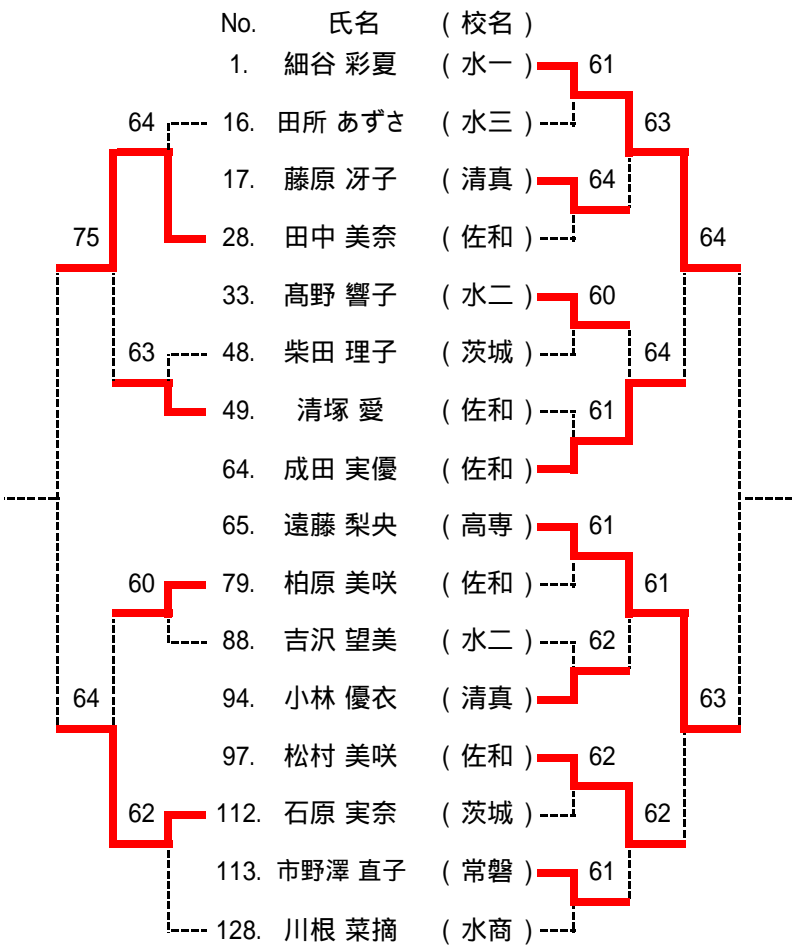 No. 氏名 (校名)
1. 細谷 彩夏 (水一) 61
64 16. 田所 あずさ (水三) 63
17. 藤原 冴子 (清真) 64
75 28. 田中 美奈 (佐和) 64
33. 髙野 響子 (水二) 60
63 48. 柴田 理子 (茨城) 64
49. 清塚 愛 (佐和) 61
64. 成田 実優 (佐和)
65. 遠藤 梨央 (高専) 61
60 79. 柏原 美咲 (佐和) 61
88. 吉沢 望美 (水二) 62
64 94. 小林 優衣 (清真) 63
97. 松村 美咲 (佐和) 62
62 112. 石原 実奈 (茨城) 62
113. 市野澤 直子 (常磐) 61
128. 川根 菜摘 (水商)